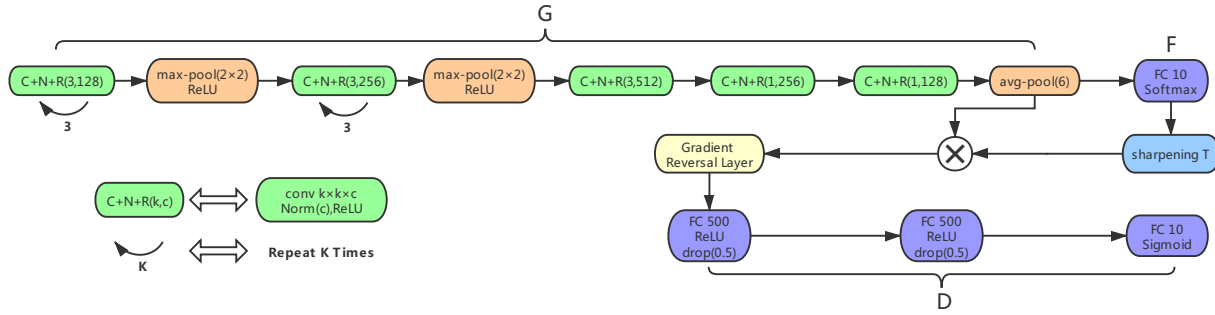 G
F
C+N+R(3,128)
max-pool(2×2)
ReLU
C+N+R(3,256)
max-pool(2×2)
ReLU
C+N+R(3,512)
C+N+R(1,256)
C+N+R(1,128)
avg-pool(6)
FC 10
Softmax
3
3
Gradient
Reversal Layer
sharpening T
C+N+R(k,c)
conv k×k×c
Norm(c),ReLU
K
Repeat K Times
FC 500
ReLU
drop(0.5)
FC 500
ReLU
drop(0.5)
FC 10
Sigmoid
D